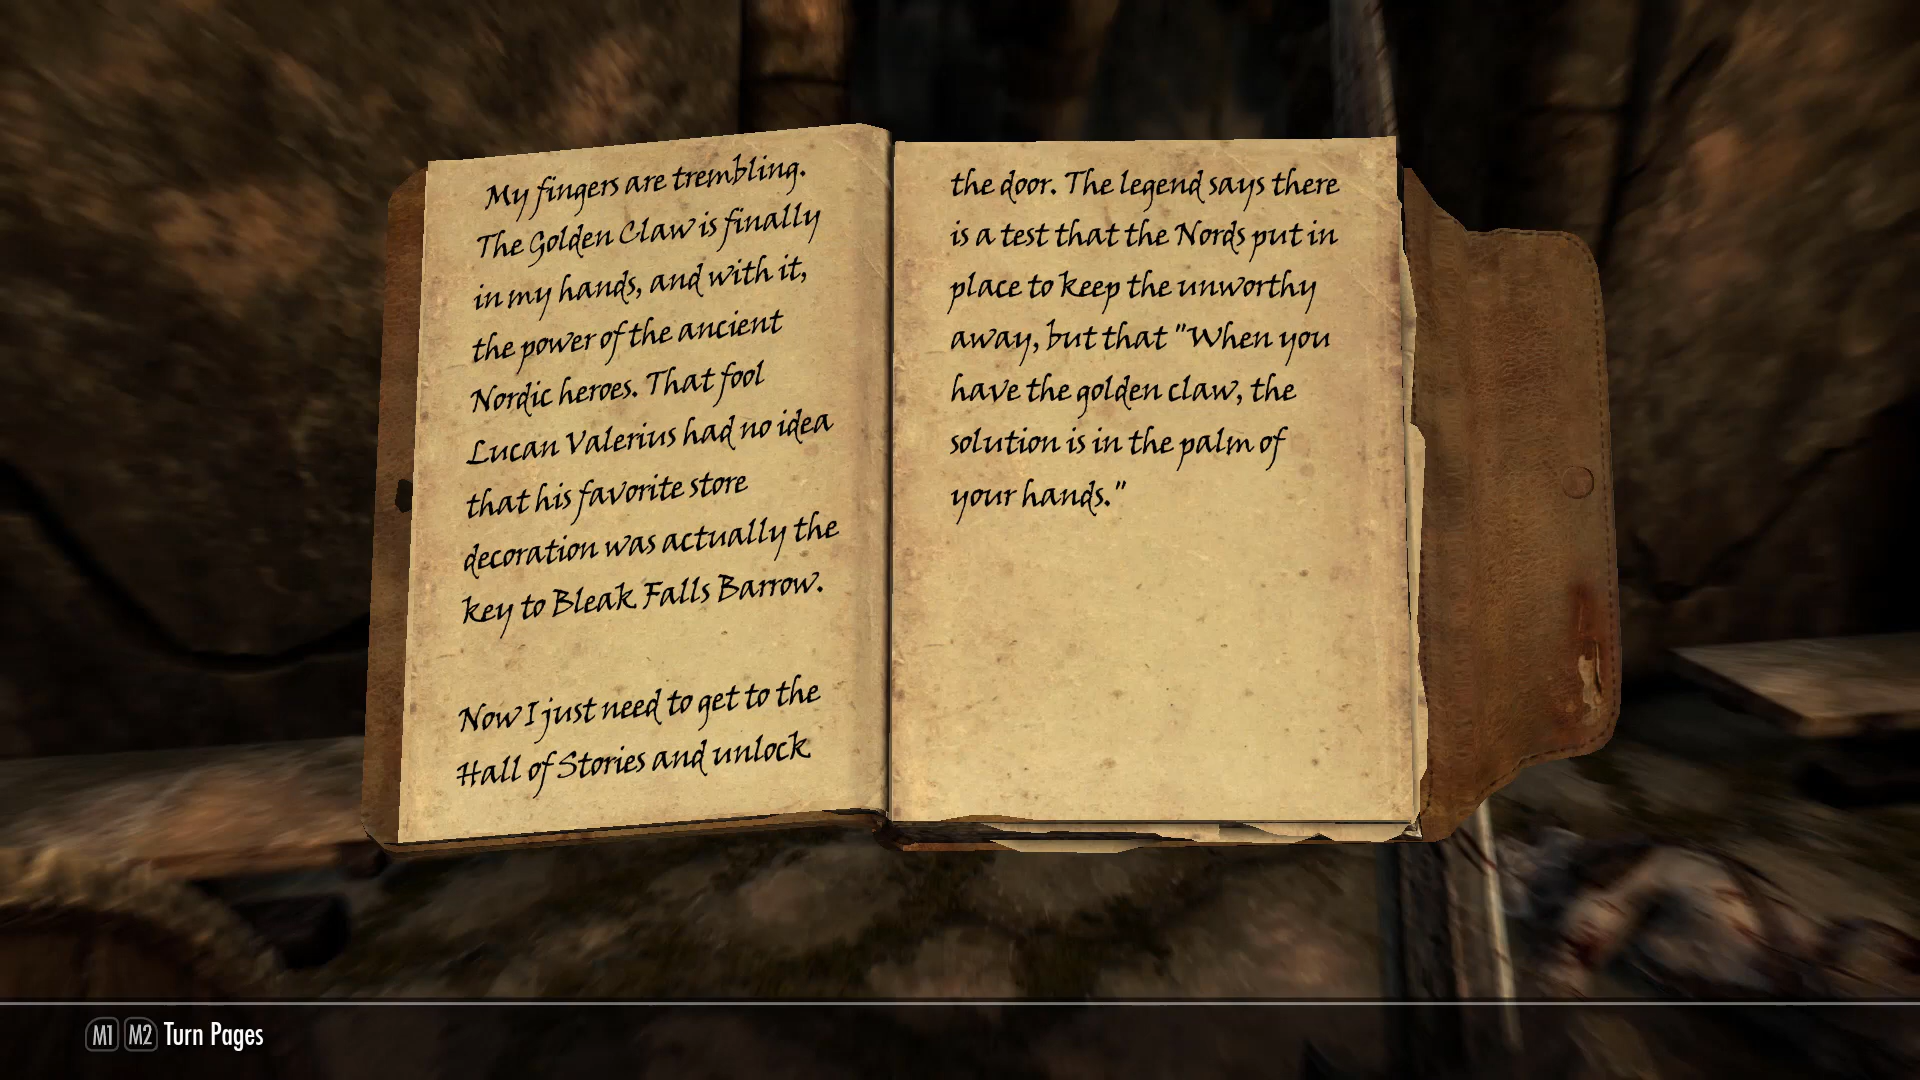 My fingers are trembling.
The Golden Claw is finally
in my hands, and with it,
the power of the ancient
Nordic heroes. That fool
Lucan Valerius had no idea
that his favorite store
decoration was actually the
key to Bleak Falls Barrow.
Now I just need to get to the
Hall of Stories and unlock
the door. The legend says there
is a test that the Nords put in
place to keep the unworthy
away, but that "When you
have the golden claw, the
solution is in the palm of
your hands."
M1 M2 Turn Pages